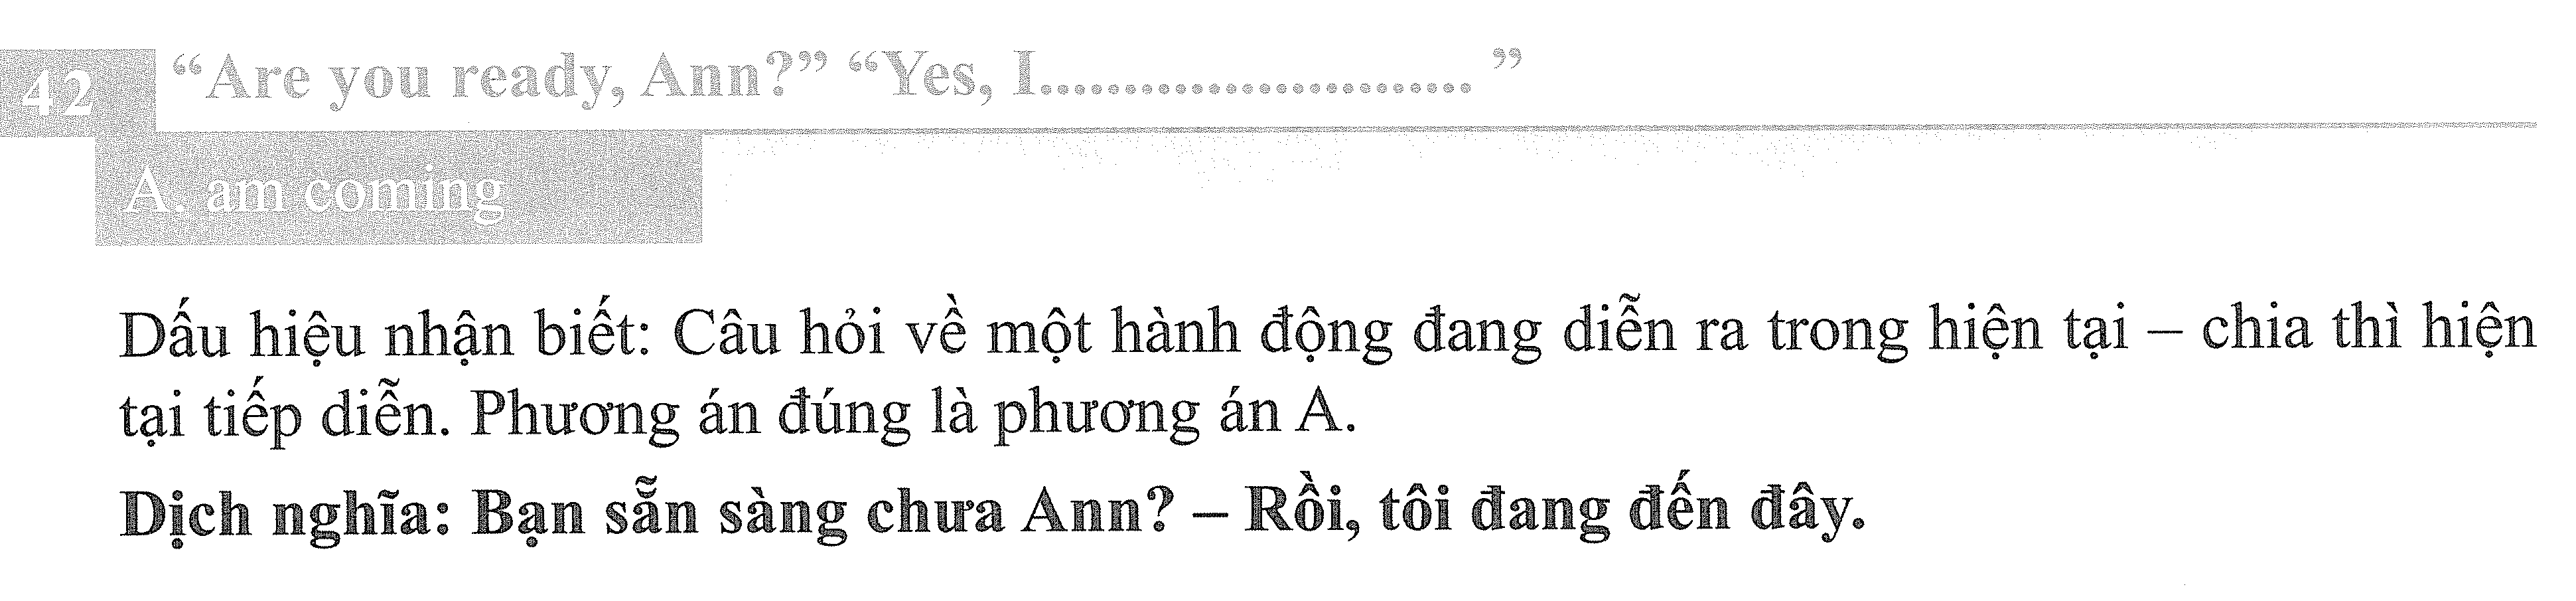 42 “Are you ready, Ann?” “Yes, I.......................... ”
A. am coming
Dấu hiệu nhận biết: Câu hỏi về một hành động đang diễn ra trong hiện tại – chia thì hiện
tại tiếp diễn. Phương án đúng là phương án A.
Dịch nghĩa: Bạn sẵn sàng chưa Ann? – Rồi, tôi đang đến đây.